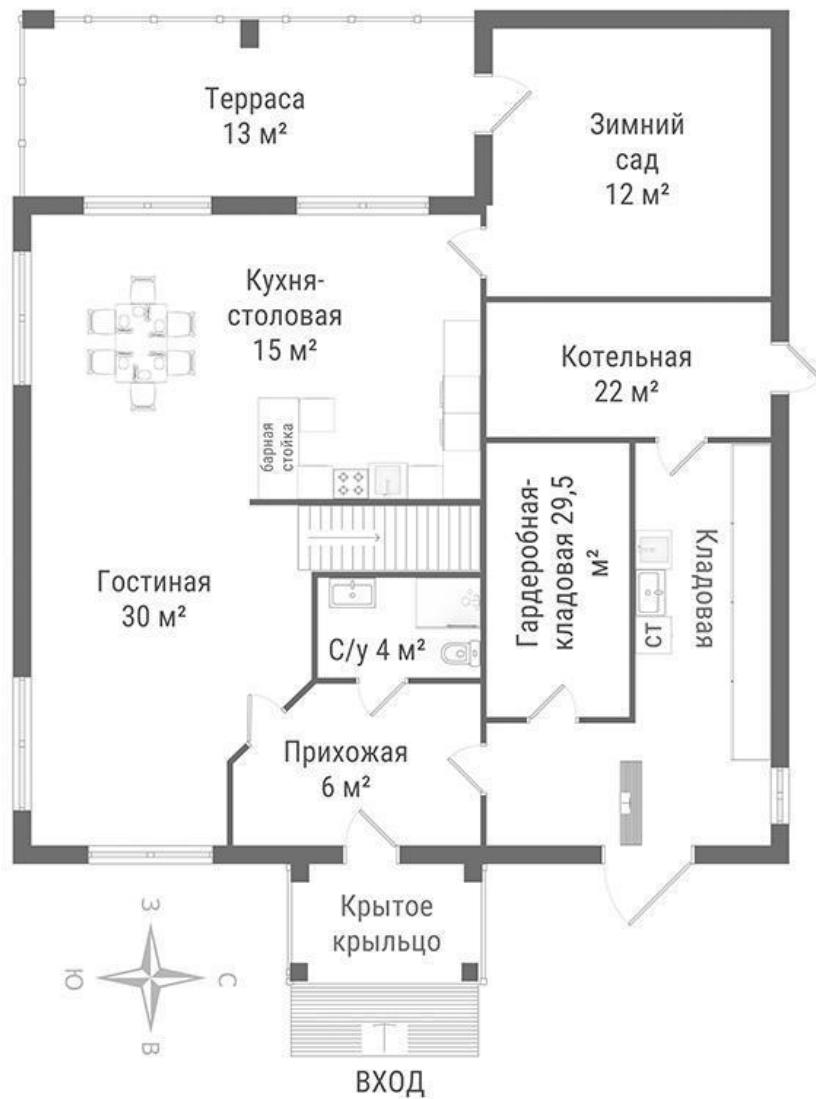 Терраса
13 м²
Зимний
сад
12 м²
Кухня-
столовая
15 м²
Котельная
22 м²
барная
стойка
Гардеробная-
кладовая 29,5
м²
Кладовая
ст
Гостиная
30 м²
С/у 4 м²
Прихожая
6 м²
Крытое
крыльцо
З
Ю
С
В
ВХОД